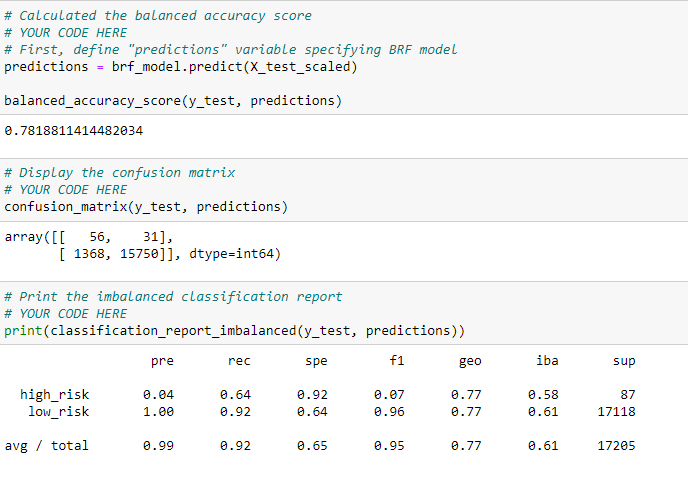 # Calculated the balanced accuracy score
# YOUR CODE HERE
# First, define "predictions" variable specifying BRF model
predictions = brf_model.predict(X_test_scaled)
balanced_accuracy_score(y_test, predictions)
0.7818811414482034
# Display the confusion matrix
# YOUR CODE HERE
confusion_matrix(y_test, predictions)
array([[   56,    31],
       [ 1368, 15750]], dtype=int64)
# Print the imbalanced classification report
# YOUR CODE HERE
print(classification_report_imbalanced(y_test, predictions))
pre rec spe f1 geo iba sup
high_risk 0.04 0.64 0.92 0.07 0.77 0.58 87
low_risk 1.00 0.92 0.64 0.96 0.77 0.61 17118
avg / total 0.99 0.92 0.65 0.95 0.77 0.61 17205